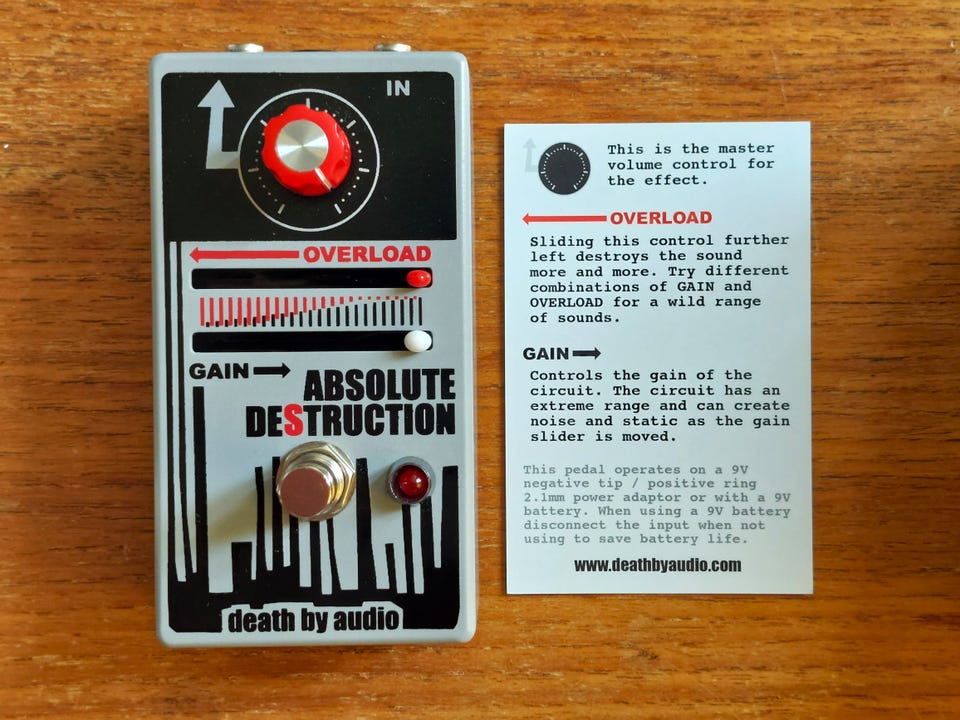 IN
OVERLOAD
GAIN
ABSOLUTE
DESTRUCTION
death by audio
This is the master
volume control for
the effect.
OVERLOAD
Sliding this control further
left destroys the sound
more and more. Try different
combinations of GAIN and
OVERLOAD for a wild range
of sounds.
GAIN
Controls the gain of the
circuit. The circuit has an
extreme range and can create
noise and static as the gain
slider is moved.
This pedal operates on a 9V
negative tip / positive ring
2.1mm power adaptor or with a 9V
battery. When using a 9V battery
disconnect the input when not
using to save battery life.
www.deathbyaudio.com